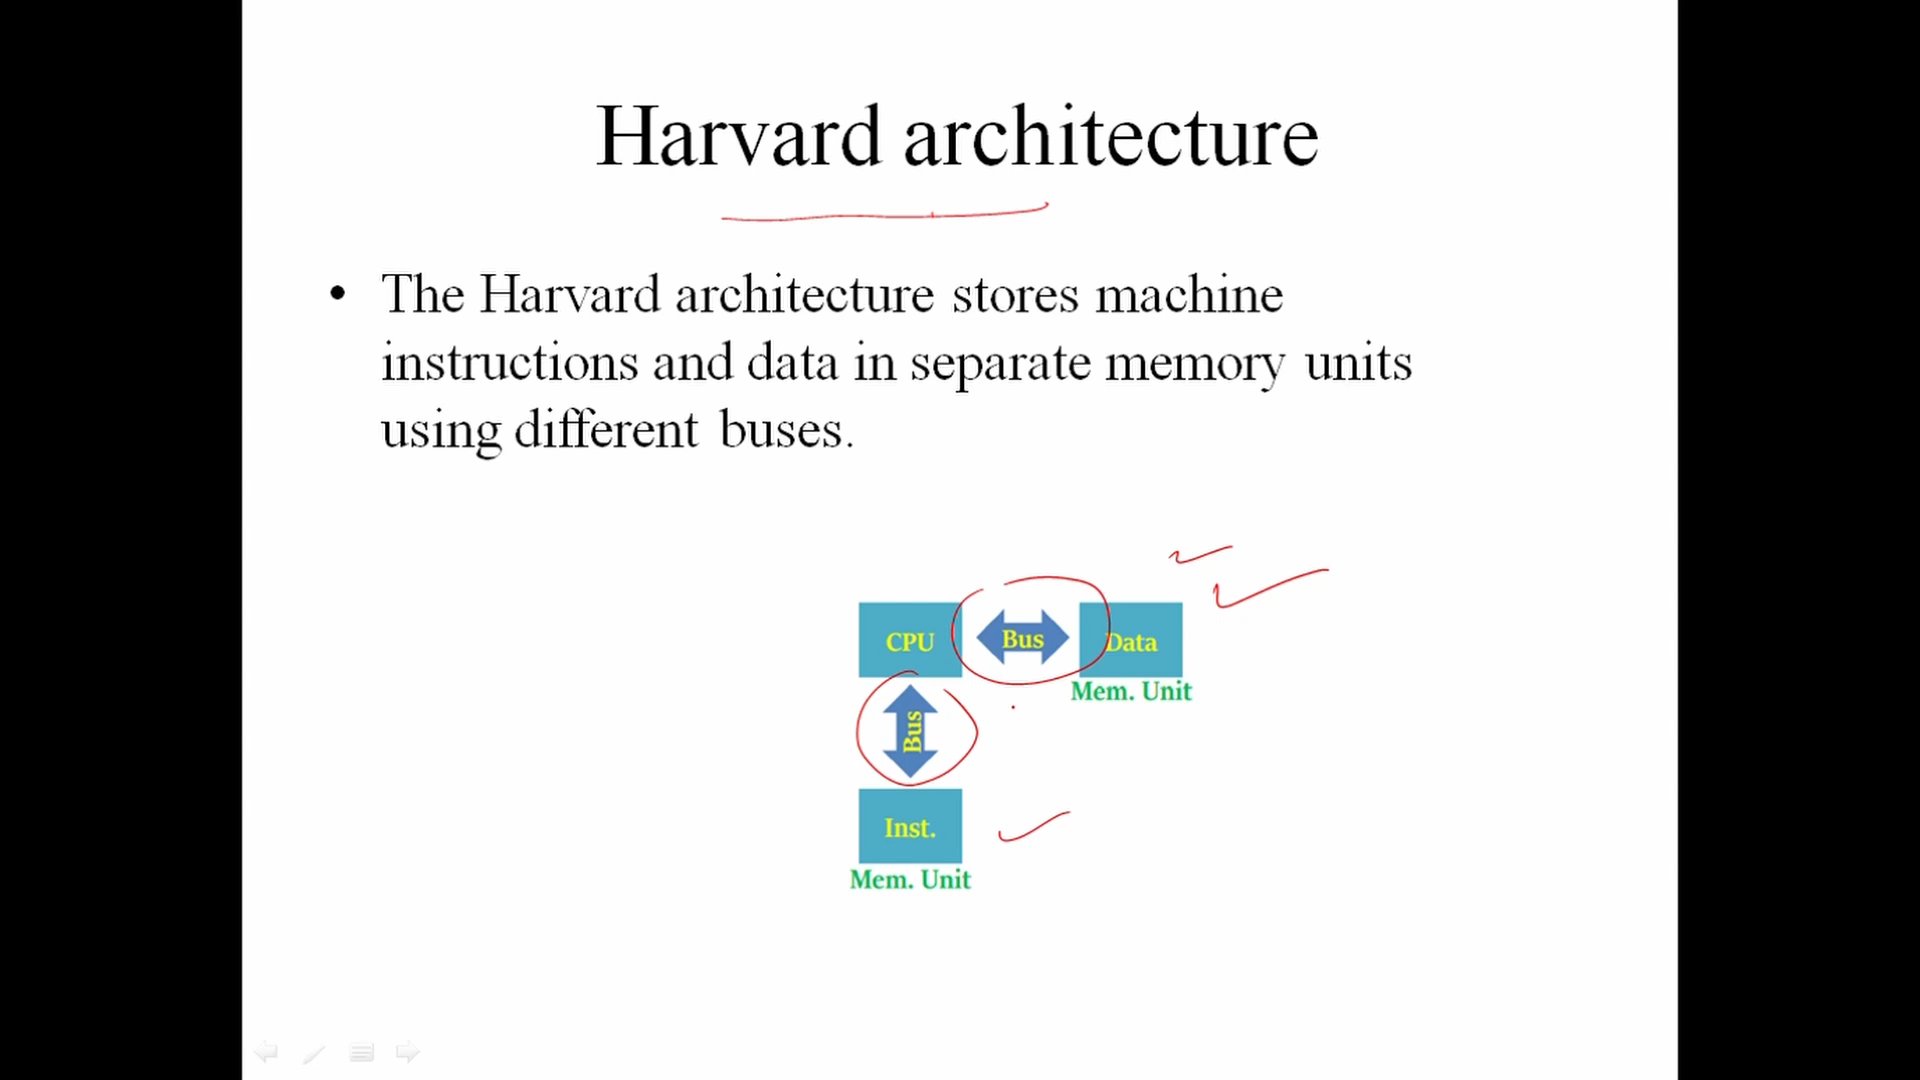 Harvard architecture
• The Harvard architecture stores machine
instructions and data in separate memory units
using different buses.
CPU
Bus
Data
Mem. Unit
Bus
Inst.
Mem. Unit